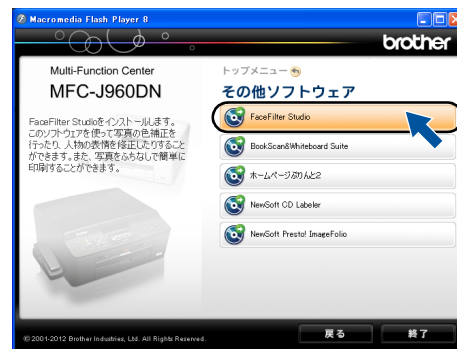 Macromedia Flash Player 8
brother
Multi-Function Center
MFC-J960DN
FaceFilter Studioをインストールします。
このソフトウェアを使って写真の色補正を
行ったり、人物の表情を修正したりすること
ができます。また、写真をふちなしで簡単に
印刷することができます。
トップメニュー
その他ソフトウェア
FaceFilter Studio
BookScan&Whiteboard Suite
ホームページぷりんと2
NewSoft CD Labeler
NewSoft Presto! ImageFolio
© 2001-2012 Brother Industries, Ltd. All Rights Reserved.
戻る
終了